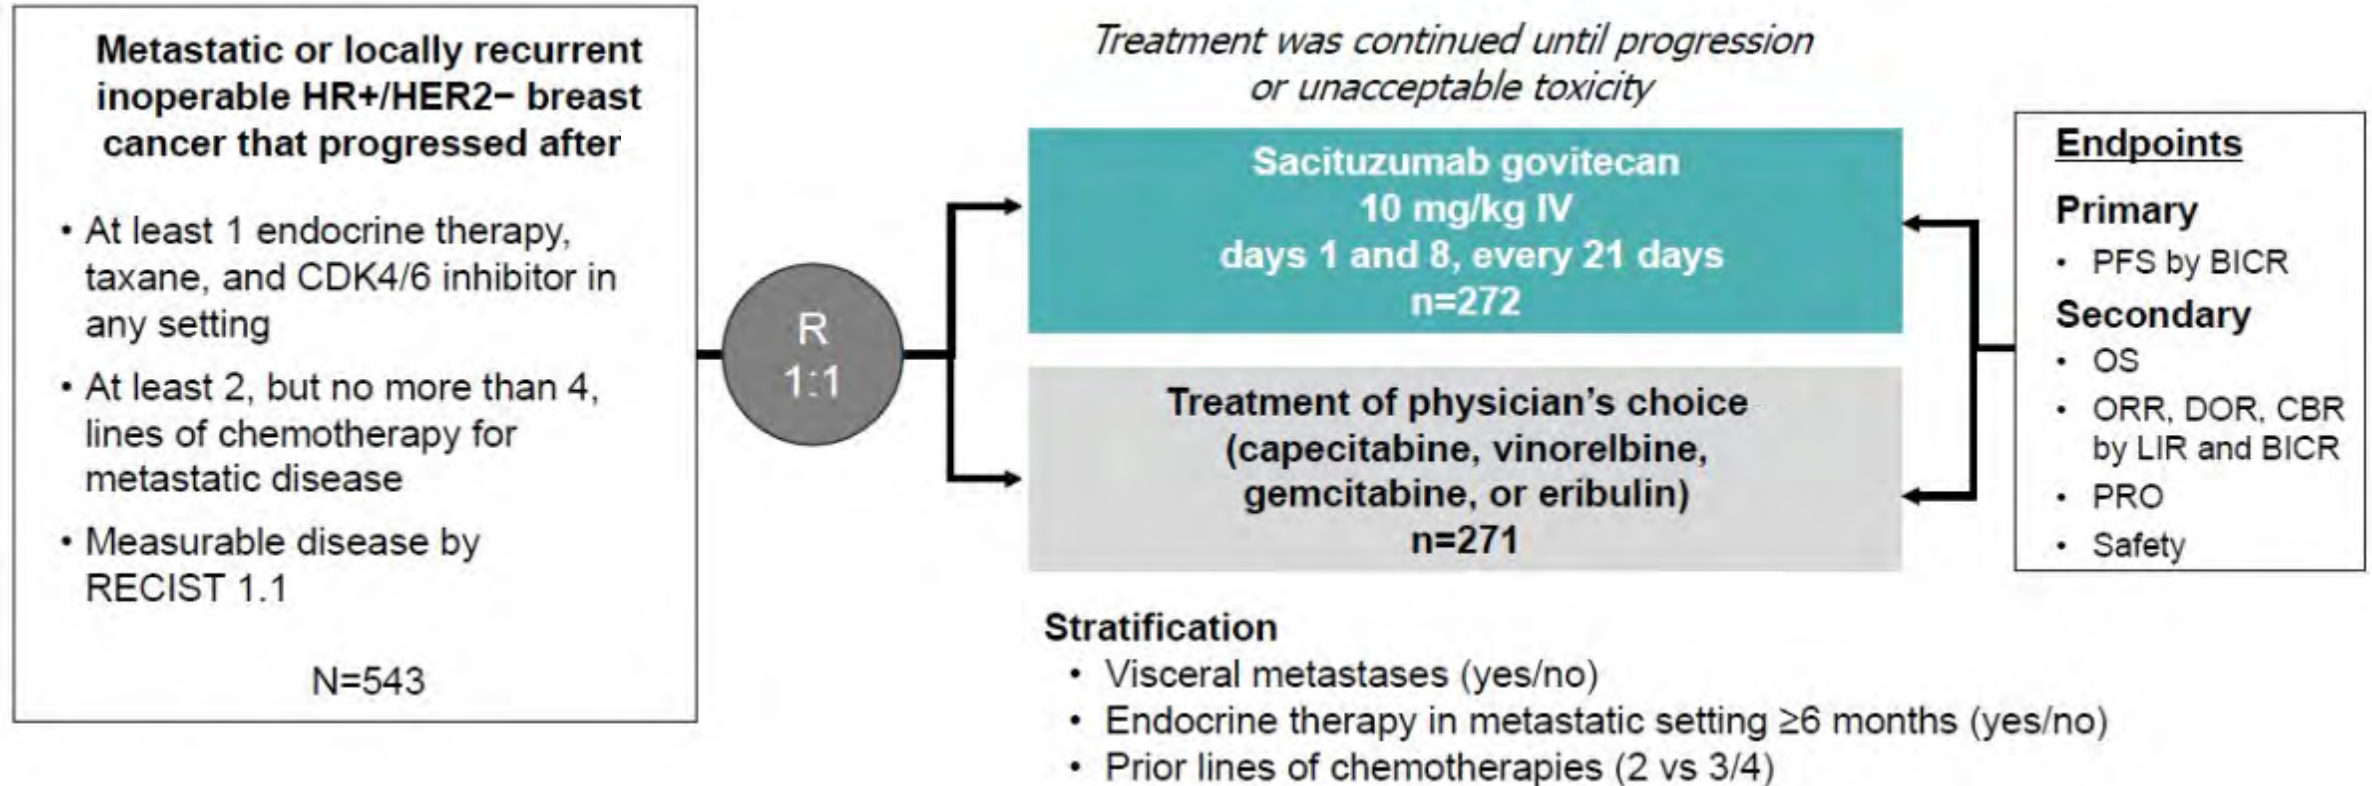 Metastatic or locally recurrent
inoperable HR+/HER2− breast
cancer that progressed after
• At least 1 endocrine therapy,
taxane, and CDK4/6 inhibitor in
any setting
• At least 2, but no more than 4,
lines of chemotherapy for
metastatic disease
• Measurable disease by
RECIST 1.1
N=543
R
1:1
Treatment was continued until progression
or unacceptable toxicity
Sacituzumab govitecan
10 mg/kg IV
days 1 and 8, every 21 days
n=272
Treatment of physician’s choice
(capecitabine, vinorelbine,
gemcitabine, or eribulin)
n=271
Stratification
• Visceral metastases (yes/no)
• Endocrine therapy in metastatic setting ≥6 months (yes/no)
• Prior lines of chemotherapies (2 vs 3/4)
Endpoints
Primary
• PFS by BICR
Secondary
• OS
• ORR, DOR, CBR
by LIR and BICR
• PRO
• Safety